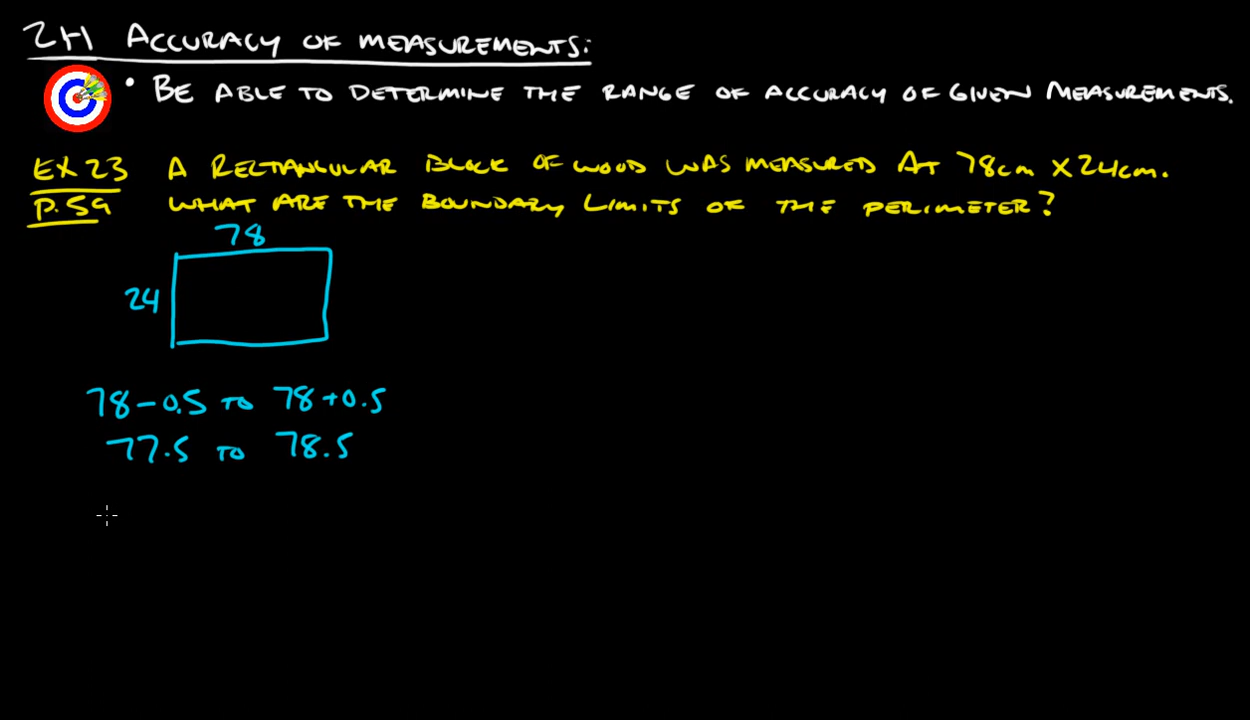 2H ACCURACY OF MEASUREMENTS:
• BE ABLE TO DETERMINE THE RANGE OF ACCURACY OF GIVEN MEASUREMENTS.
EX 23 A RECTANGULAR BLOCK OF WOOD WAS MEASURED AT 78cm X 24cm.
P.59 WHAT ARE THE BOUNDARY LIMITS OF THE PERIMETER?
78
24
78-0.5 TO 78+0.5
77.5 TO 78.5